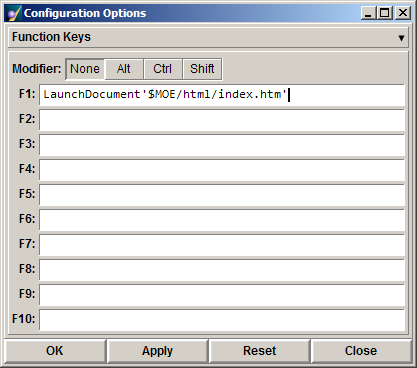 Configuration Options
Function Keys
Modifier: None Alt Ctrl Shift
F1: LaunchDocument'$MOE/html/index.htm'
F2:
F3:
F4:
F5:
F6:
F7:
F8:
F9:
F10:
OK Apply Reset Close